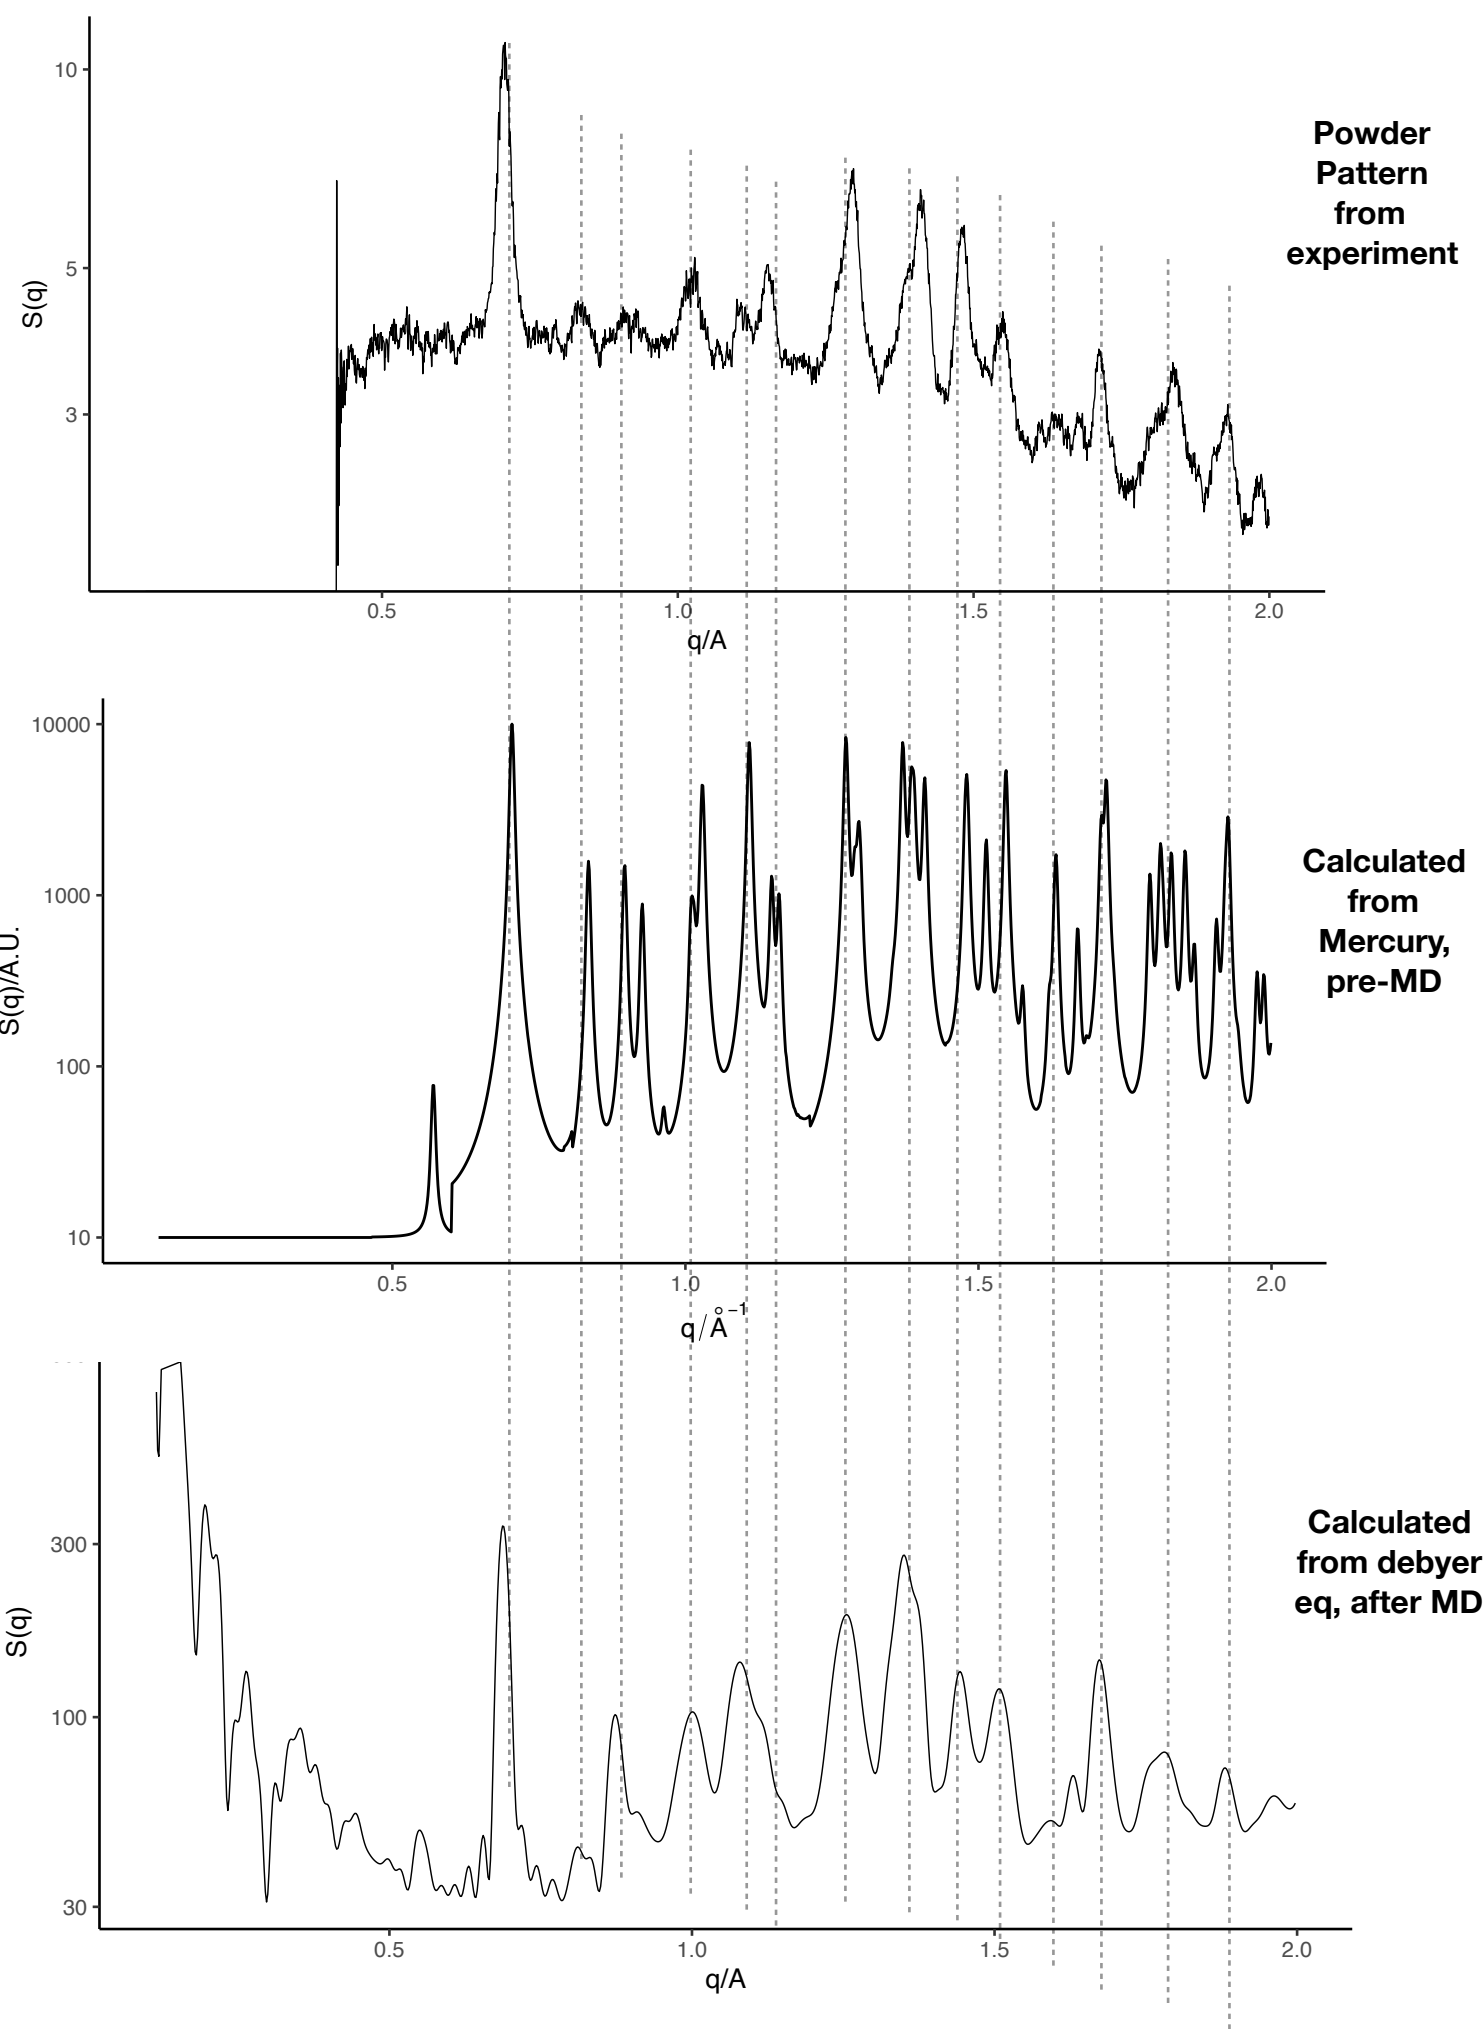 10
5
3
S(q)
0.5 1.0 1.5 2.0
q/A
Powder
Pattern
from
experiment
10000
1000
100
10
S(q)/A.U.
0.5 1.0 1.5 2.0
q/Å⁻¹
Calculated
from
Mercury,
pre-MD
300
100
30
S(q)
0.5 1.0 1.5 2.0
q/A
Calculated
from debyer
eq, after MD